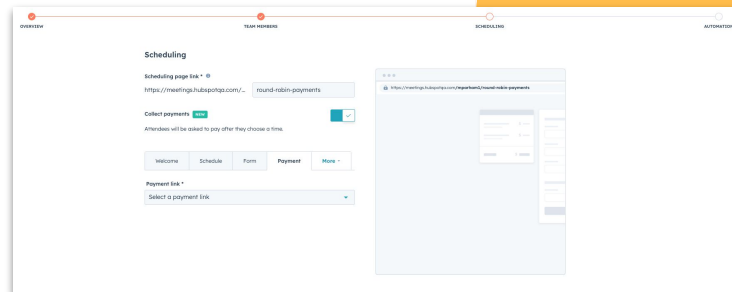 OVERVIEW
TEAM MEMBERS
SCHEDULING
AUTOMATION
Scheduling
Scheduling page link *
https://meetings.hubspotqa.com/... round-robin-payments
Collect payments NEW
Attendees will be asked to pay after they choose a time.
Welcome Schedule Form Payment More
Payment link *
Select a payment link
https://meetings.hubspotqa.com/mparham1/round-robin-payments